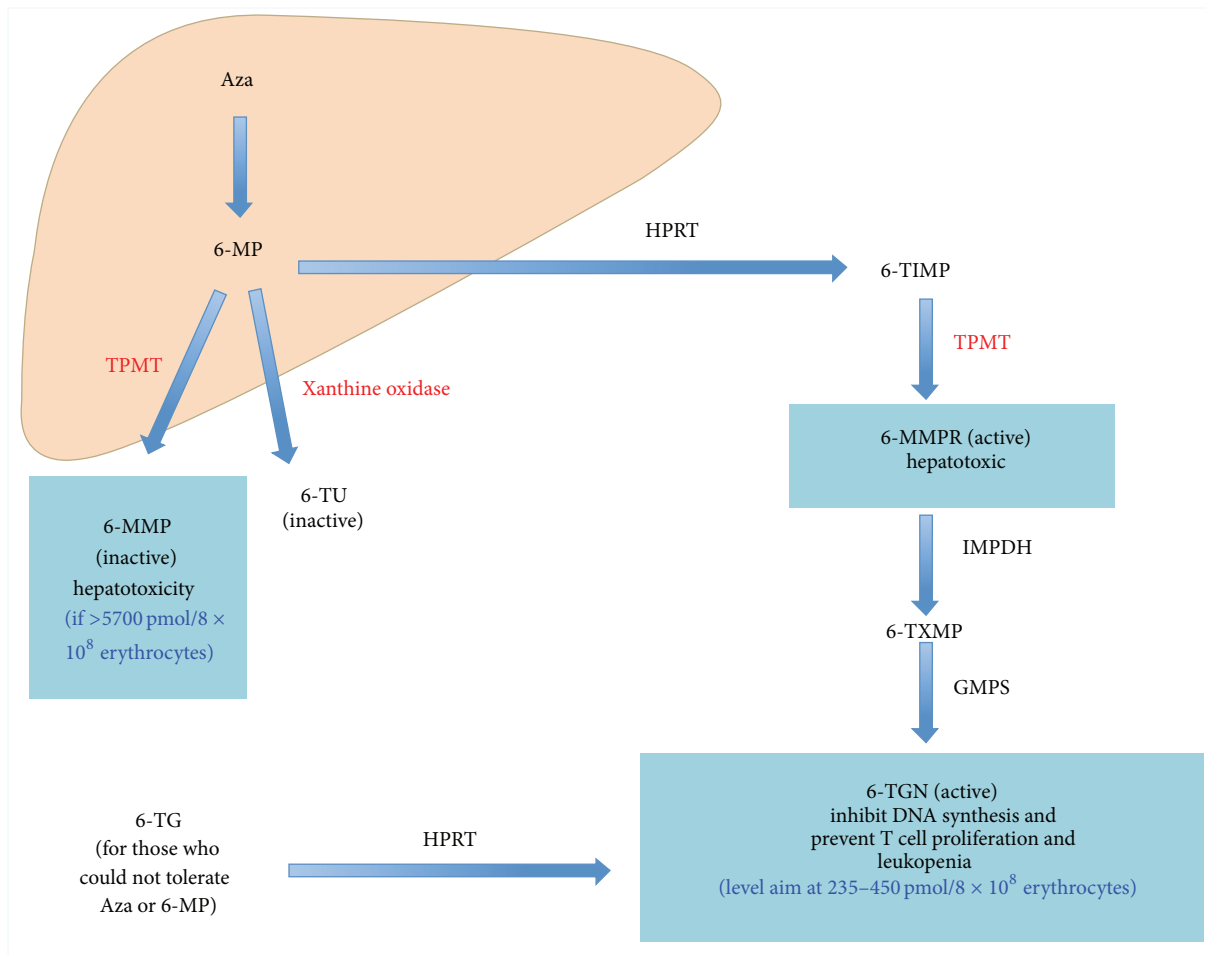 Aza
6-MP
HPRT
6-TIMP
TPMT
Xanthine oxidase
TPMT
6-MMPR (active)
hepatotoxic
6-MMP
(inactive)
hepatotoxicity
(if >5700 pmol/8 ×
10⁸ erythrocytes)
6-TU
(inactive)
IMPDH
6-TXMP
GMPS
6-TG
(for those who
could not tolerate
Aza or 6-MP)
HPRT
6-TGN (active)
inhibit DNA synthesis and
prevent T cell proliferation and
leukopenia
(level aim at 235–450 pmol/8 × 10⁸ erythrocytes)